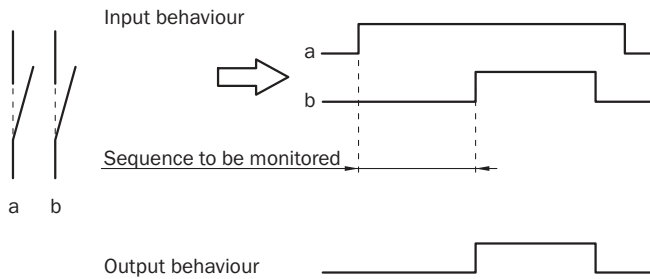 Input behaviour
a
b
Sequence to be monitored
a b
Output behaviour